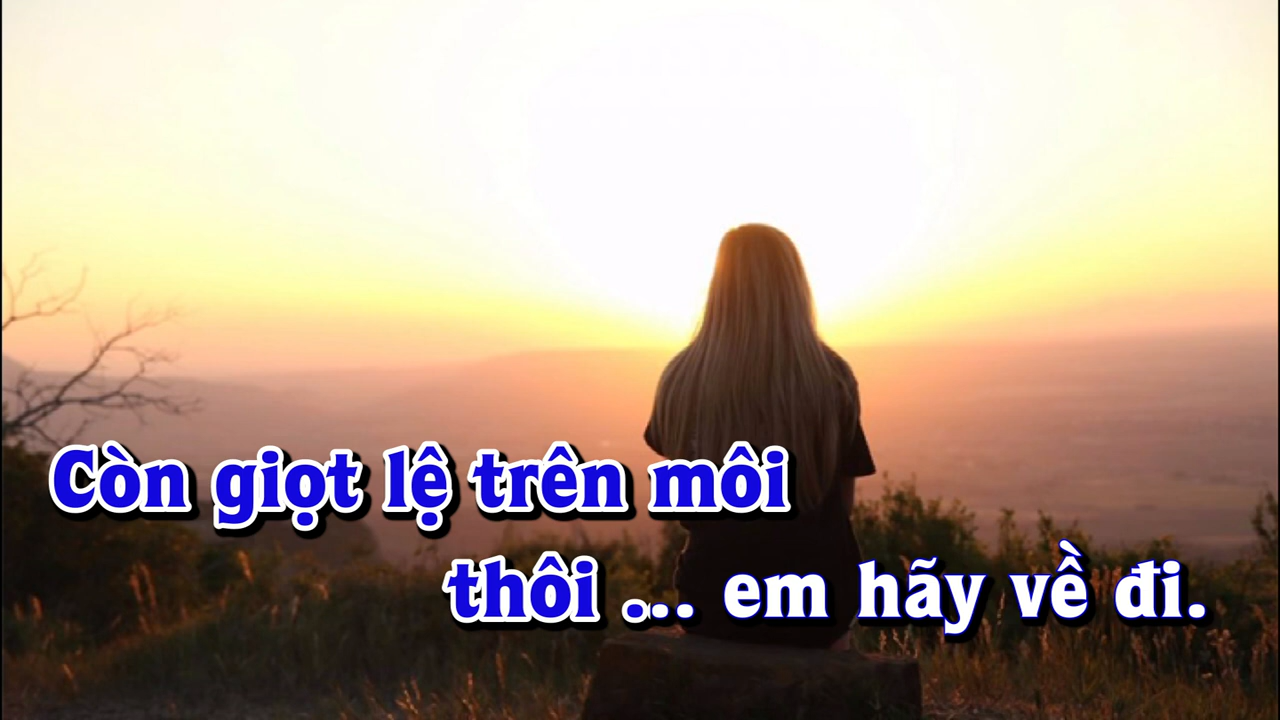 Còn giọt lệ trên môi
thôi .... em hãy về đi.